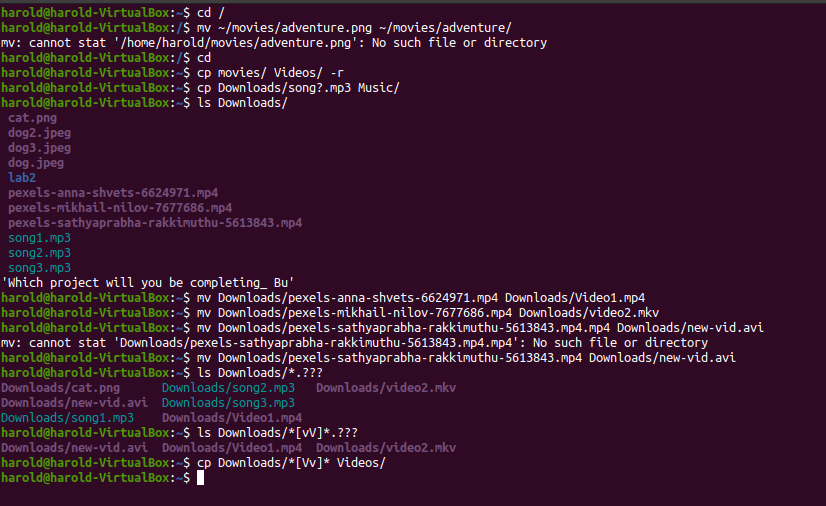 harold@harold-VirtualBox:~$ cd /
harold@harold-VirtualBox:/$ mv ~/movies/adventure.png ~/movies/adventure/
mv: cannot stat '/home/harold/movies/adventure.png': No such file or directory
harold@harold-VirtualBox:/$ cd
harold@harold-VirtualBox:~$ cp movies/ Videos/ -r
harold@harold-VirtualBox:~$ cp Downloads/song?.mp3 Music/
harold@harold-VirtualBox:~$ ls Downloads/
cat.png
dog2.jpeg
dog3.jpeg
dog.jpeg
lab2
pexels-anna-shvets-6624971.mp4
pexels-mikhail-nilov-7677686.mp4
pexels-sathyaprabha-rakkimuthu-5613843.mp4
song1.mp3
song2.mp3
song3.mp3
'Which project will you be completing_ Bu'
harold@harold-VirtualBox:~$ mv Downloads/pexels-anna-shvets-6624971.mp4 Downloads/Video1.mp4
harold@harold-VirtualBox:~$ mv Downloads/pexels-mikhail-nilov-7677686.mp4 Downloads/video2.mkv
harold@harold-VirtualBox:~$ mv Downloads/pexels-sathyaprabha-rakkimuthu-5613843.mp4.mp4 Downloads/new-vid.avi
mv: cannot stat 'Downloads/pexels-sathyaprabha-rakkimuthu-5613843.mp4.mp4': No such file or directory
harold@harold-VirtualBox:~$ mv Downloads/pexels-sathyaprabha-rakkimuthu-5613843.mp4 Downloads/new-vid.avi
harold@harold-VirtualBox:~$ ls Downloads/*.???
Downloads/cat.png Downloads/song2.mp3 Downloads/video2.mkv
Downloads/new-vid.avi Downloads/song3.mp3
Downloads/song1.mp3 Downloads/Video1.mp4
harold@harold-VirtualBox:~$ ls Downloads/*[vV]*.???
Downloads/new-vid.avi Downloads/Video1.mp4 Downloads/video2.mkv
harold@harold-VirtualBox:~$ cp Downloads/*[Vv]* Videos/
harold@harold-VirtualBox:~$